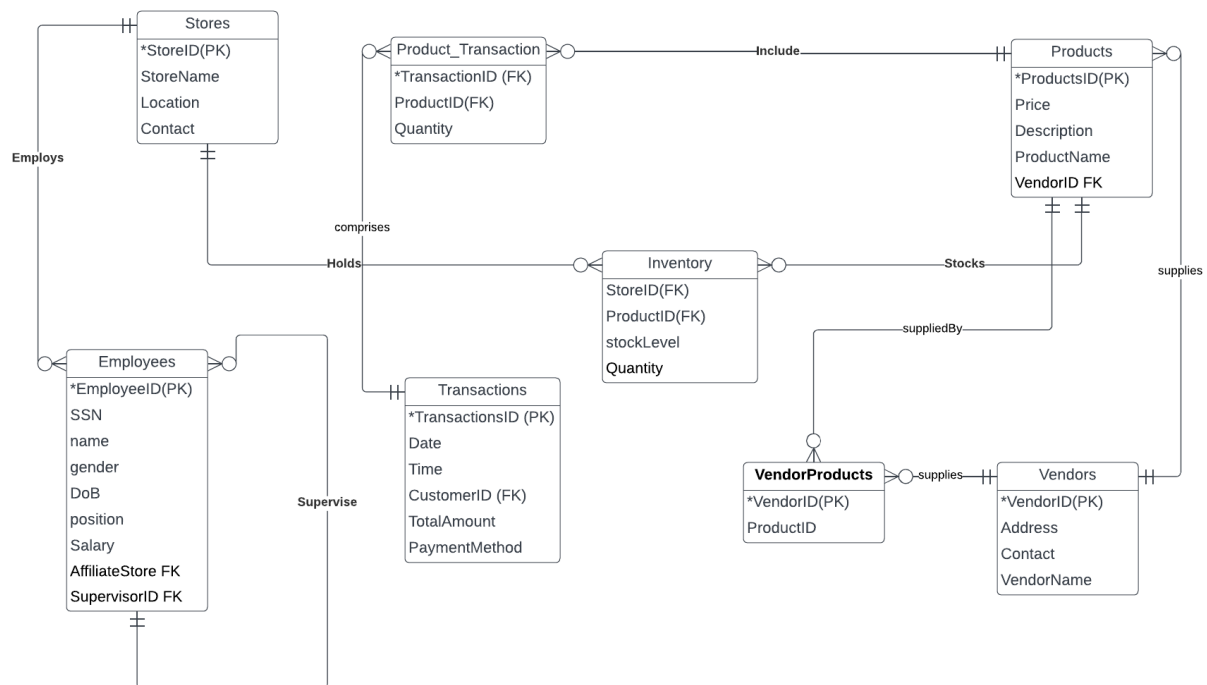 Stores
*StoreID(PK)
StoreName
Location
Contact
Product_Transaction
*TransactionID (FK)
ProductID(FK)
Quantity
Include
Products
*ProductsID(PK)
Price
Description
ProductName
VendorID FK
Employs
comprises
Holds
Inventory
StoreID(FK)
ProductID(FK)
stockLevel
Quantity
Stocks
supplies
suppliedBy
Employees
*EmployeeID(PK)
SSN
name
gender
DoB
position
Salary
AffiliateStore FK
SupervisorID FK
Supervise
Transactions
*TransactionsID (PK)
Date
Time
CustomerID (FK)
TotalAmount
PaymentMethod
VendorProducts
*VendorID(PK)
ProductID
supplies
Vendors
*VendorID(PK)
Address
Contact
VendorName